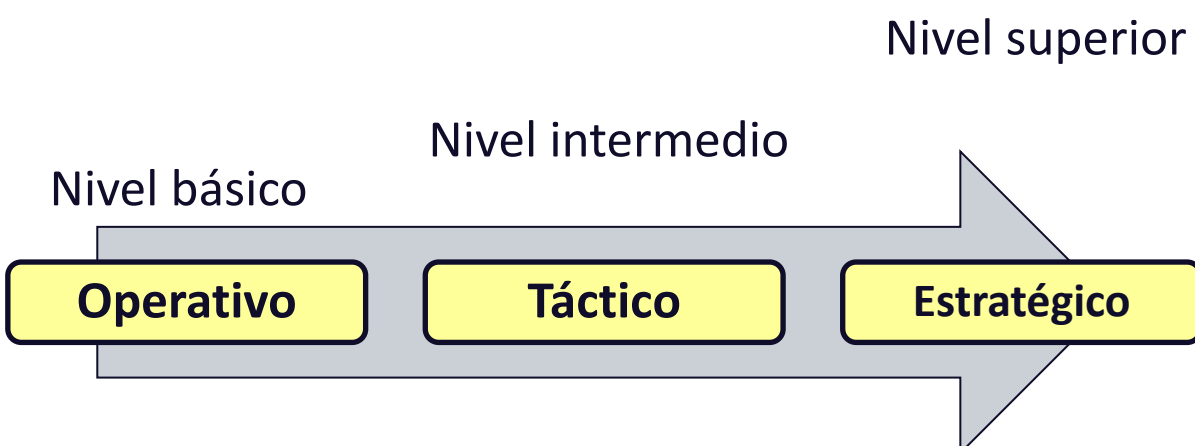 Nivel superior
Nivel intermedio
Nivel básico
Operativo
Táctico
Estratégico